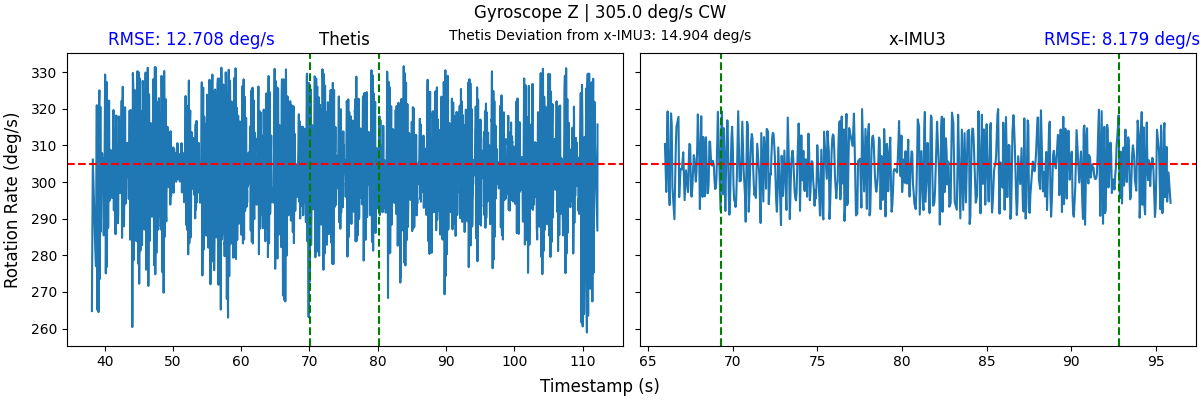 Gyroscope Z | 305.0 deg/s CW
RMSE: 12.708 deg/s
Thetis
Thetis Deviation from x-IMU3: 14.904 deg/s
x-IMU3
RMSE: 8.179 deg/s
Rotation Rate (deg/s)
330
320
310
300
290
280
270
260
40 50 60 70 80 90 100 110
65 70 75 80 85 90 95
Timestamp (s)